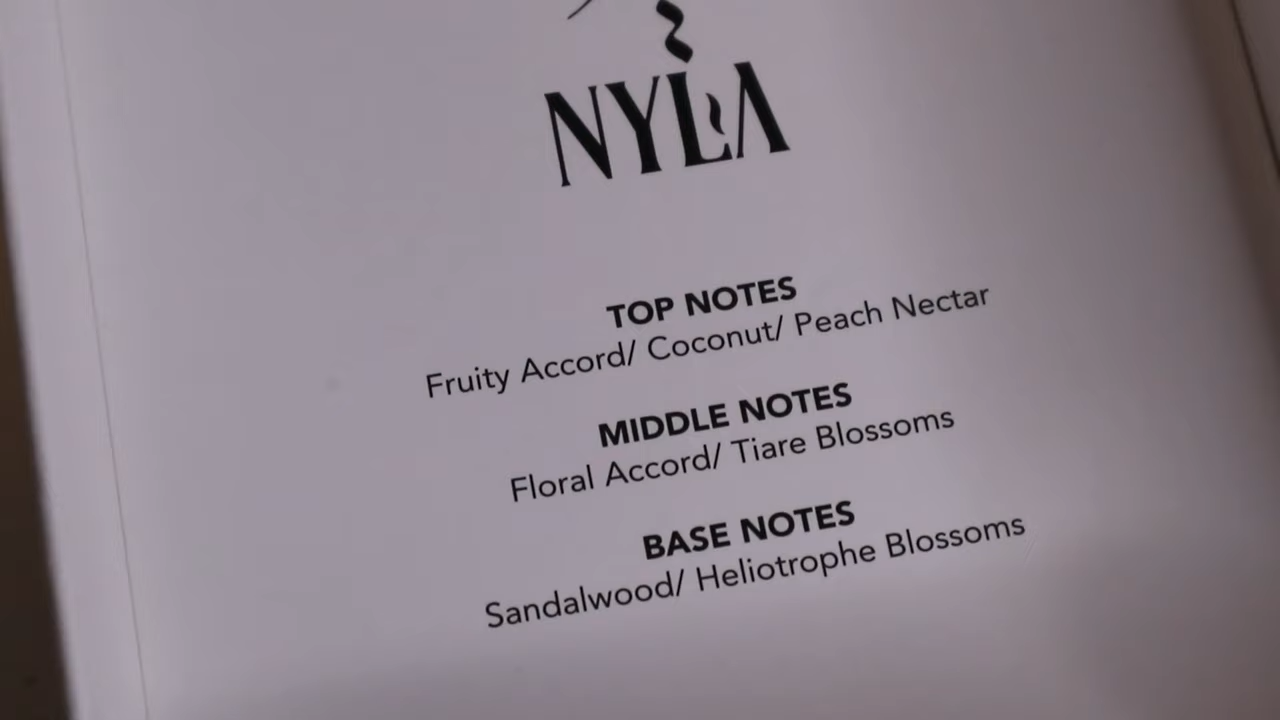 NYLA
TOP NOTES
Fruity Accord/ Coconut/ Peach Nectar
MIDDLE NOTES
Floral Accord/ Tiare Blossoms
BASE NOTES
Sandalwood/ Heliotrophe Blossoms